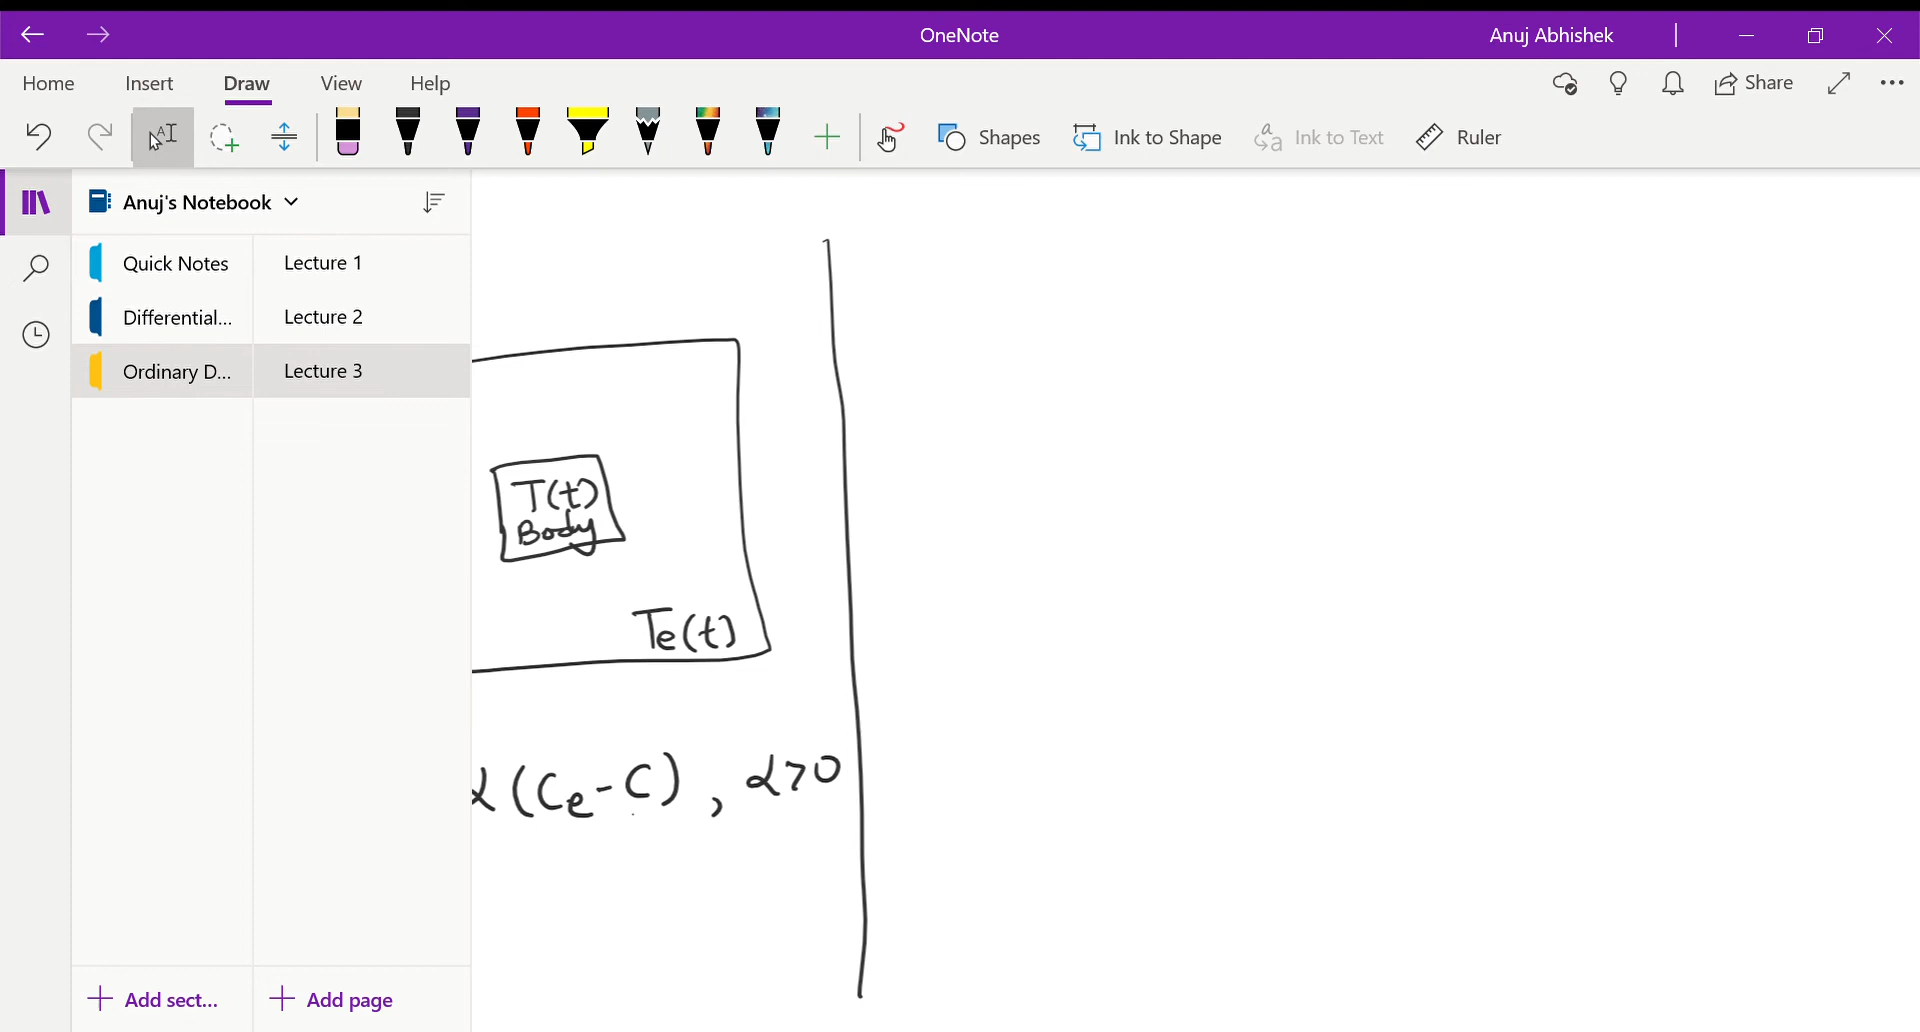 OneNote
Anuj Abhishek
Home Insert Draw View Help
Share
Shapes Ink to Shape Ink to Text Ruler
Anuj's Notebook
Quick Notes
Differential...
Ordinary D...
Lecture 1
Lecture 2
Lecture 3
T(t)
Body
Te(t)
α(Ce-C), α>0
Add sect...
Add page